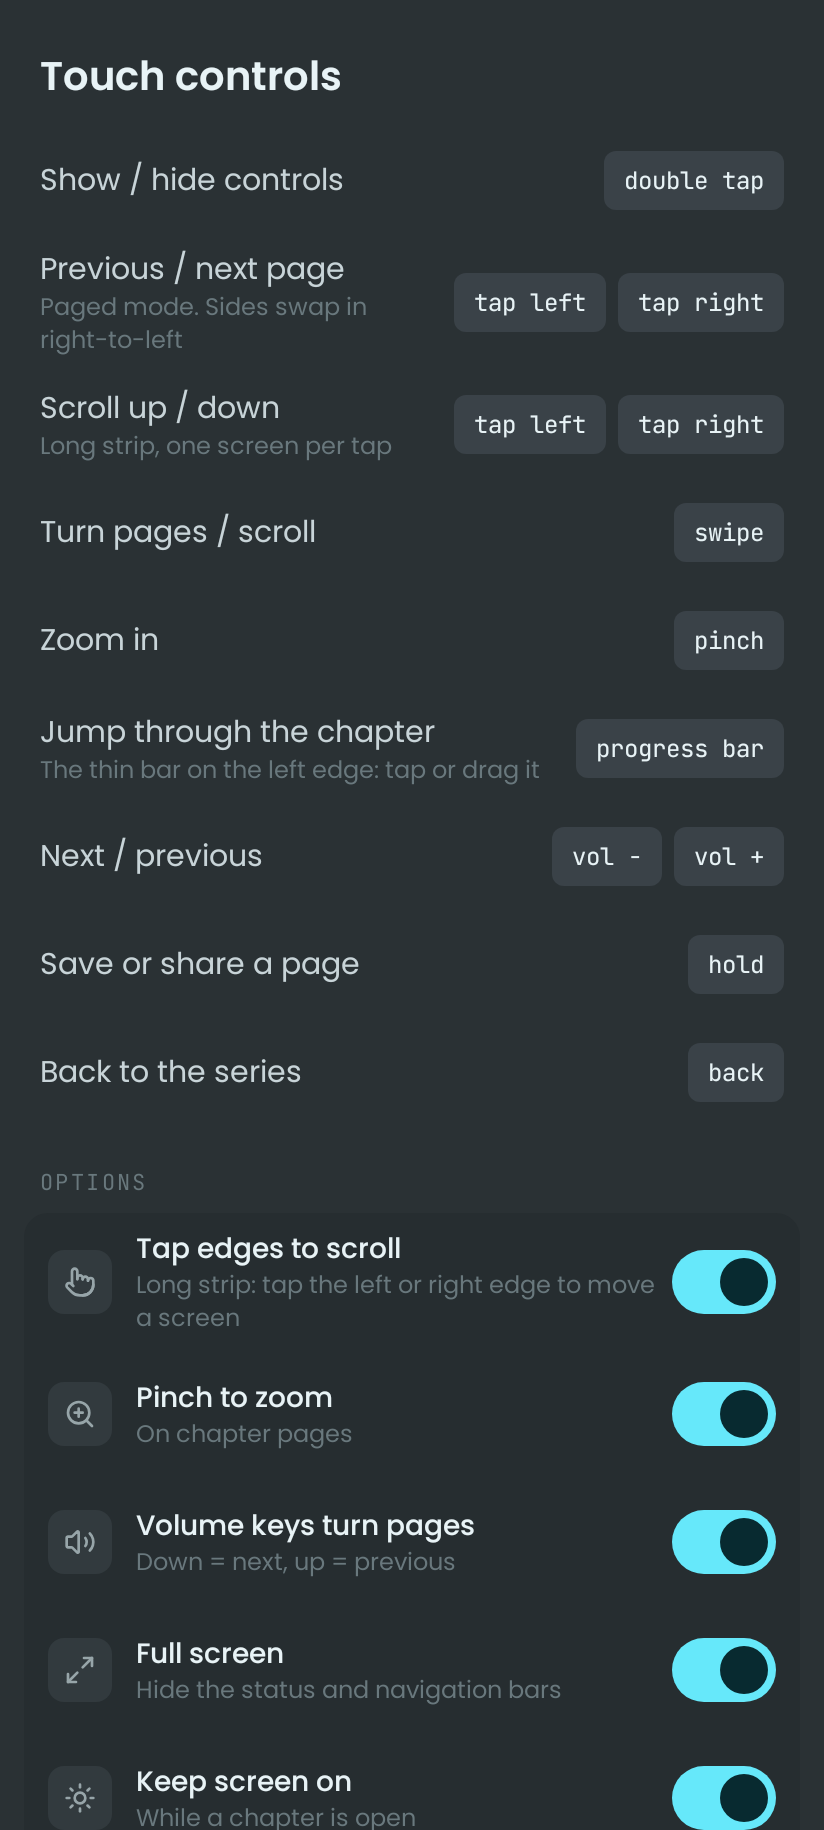 Touch controls
Show / hide controls
double tap
Previous / next page
Paged mode. Sides swap in
right-to-left
tap left
tap right
Scroll up / down
Long strip, one screen per tap
tap left
tap right
Turn pages / scroll
swipe
Zoom in
pinch
Jump through the chapter
The thin bar on the left edge: tap or drag it
progress bar
Next / previous
vol -
vol +
Save or share a page
hold
Back to the series
back
OPTIONS
Tap edges to scroll
Long strip: tap the left or right edge to move
a screen
Pinch to zoom
On chapter pages
Volume keys turn pages
Down = next, up = previous
Full screen
Hide the status and navigation bars
Keep screen on
While a chapter is open